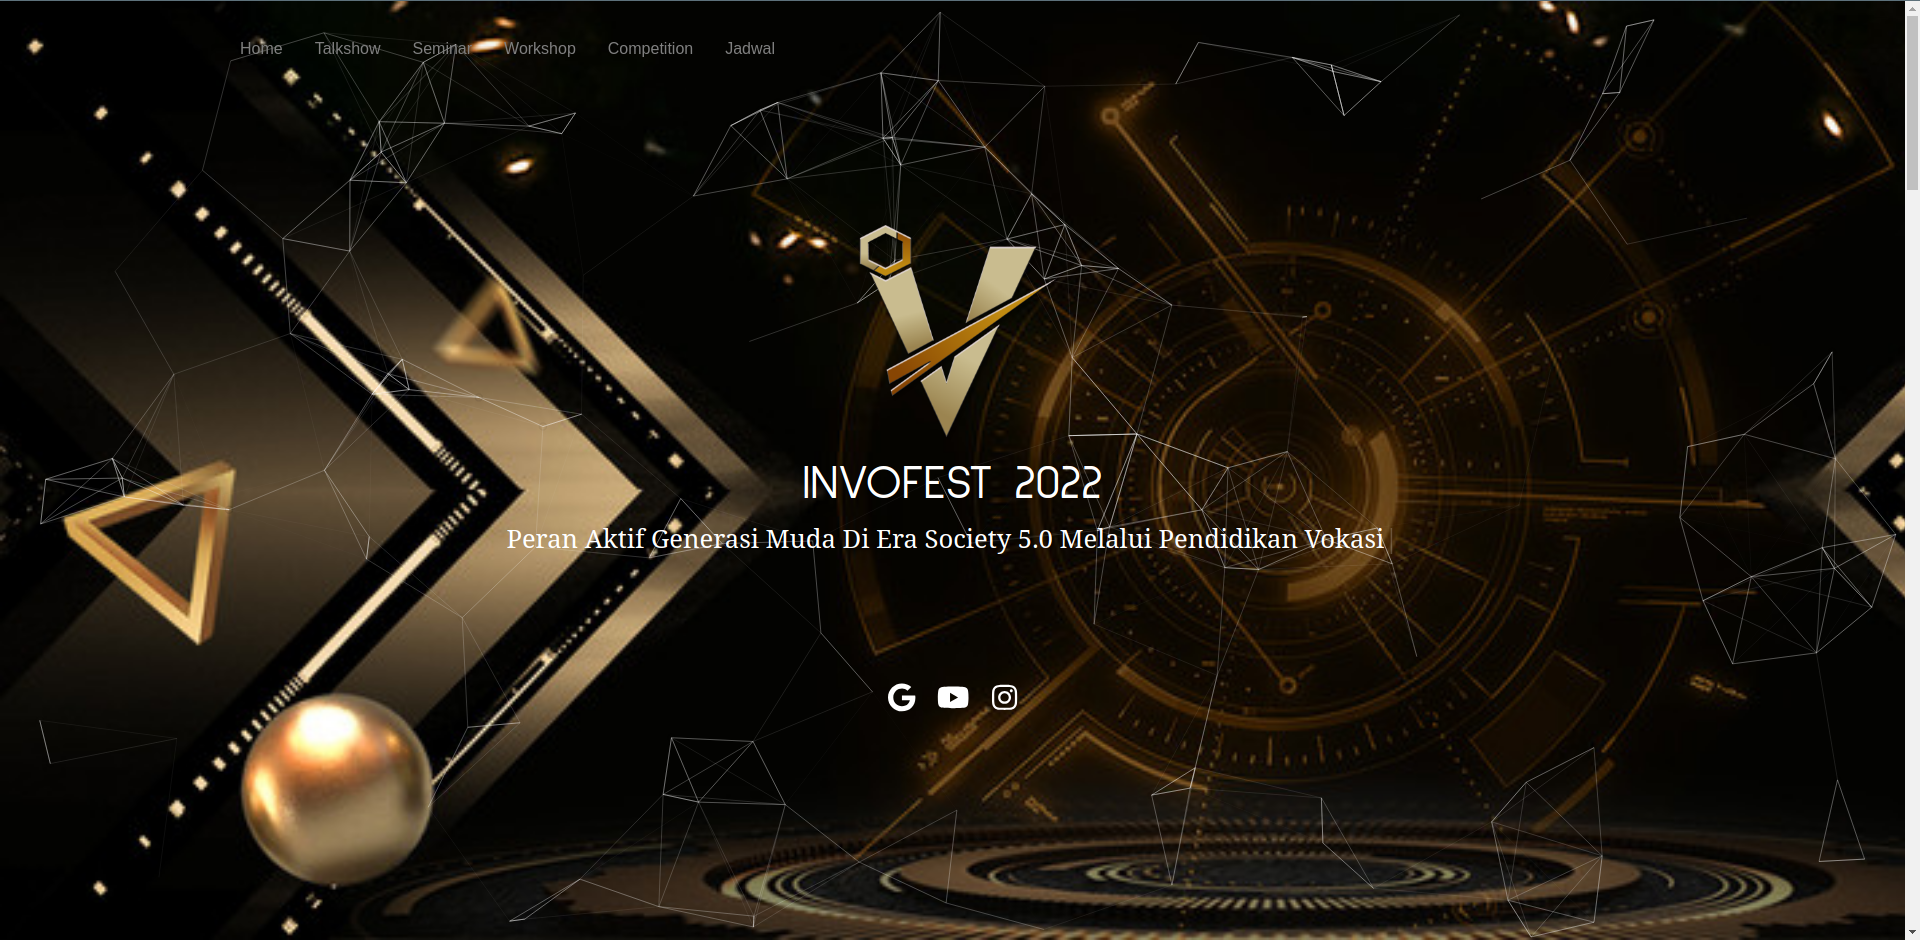 Home Talkshow Seminar Workshop Competition Jadwal
INVOFEST 2022
Peran Aktif Generasi Muda Di Era Society 5.0 Melalui Pendidikan Vokasi